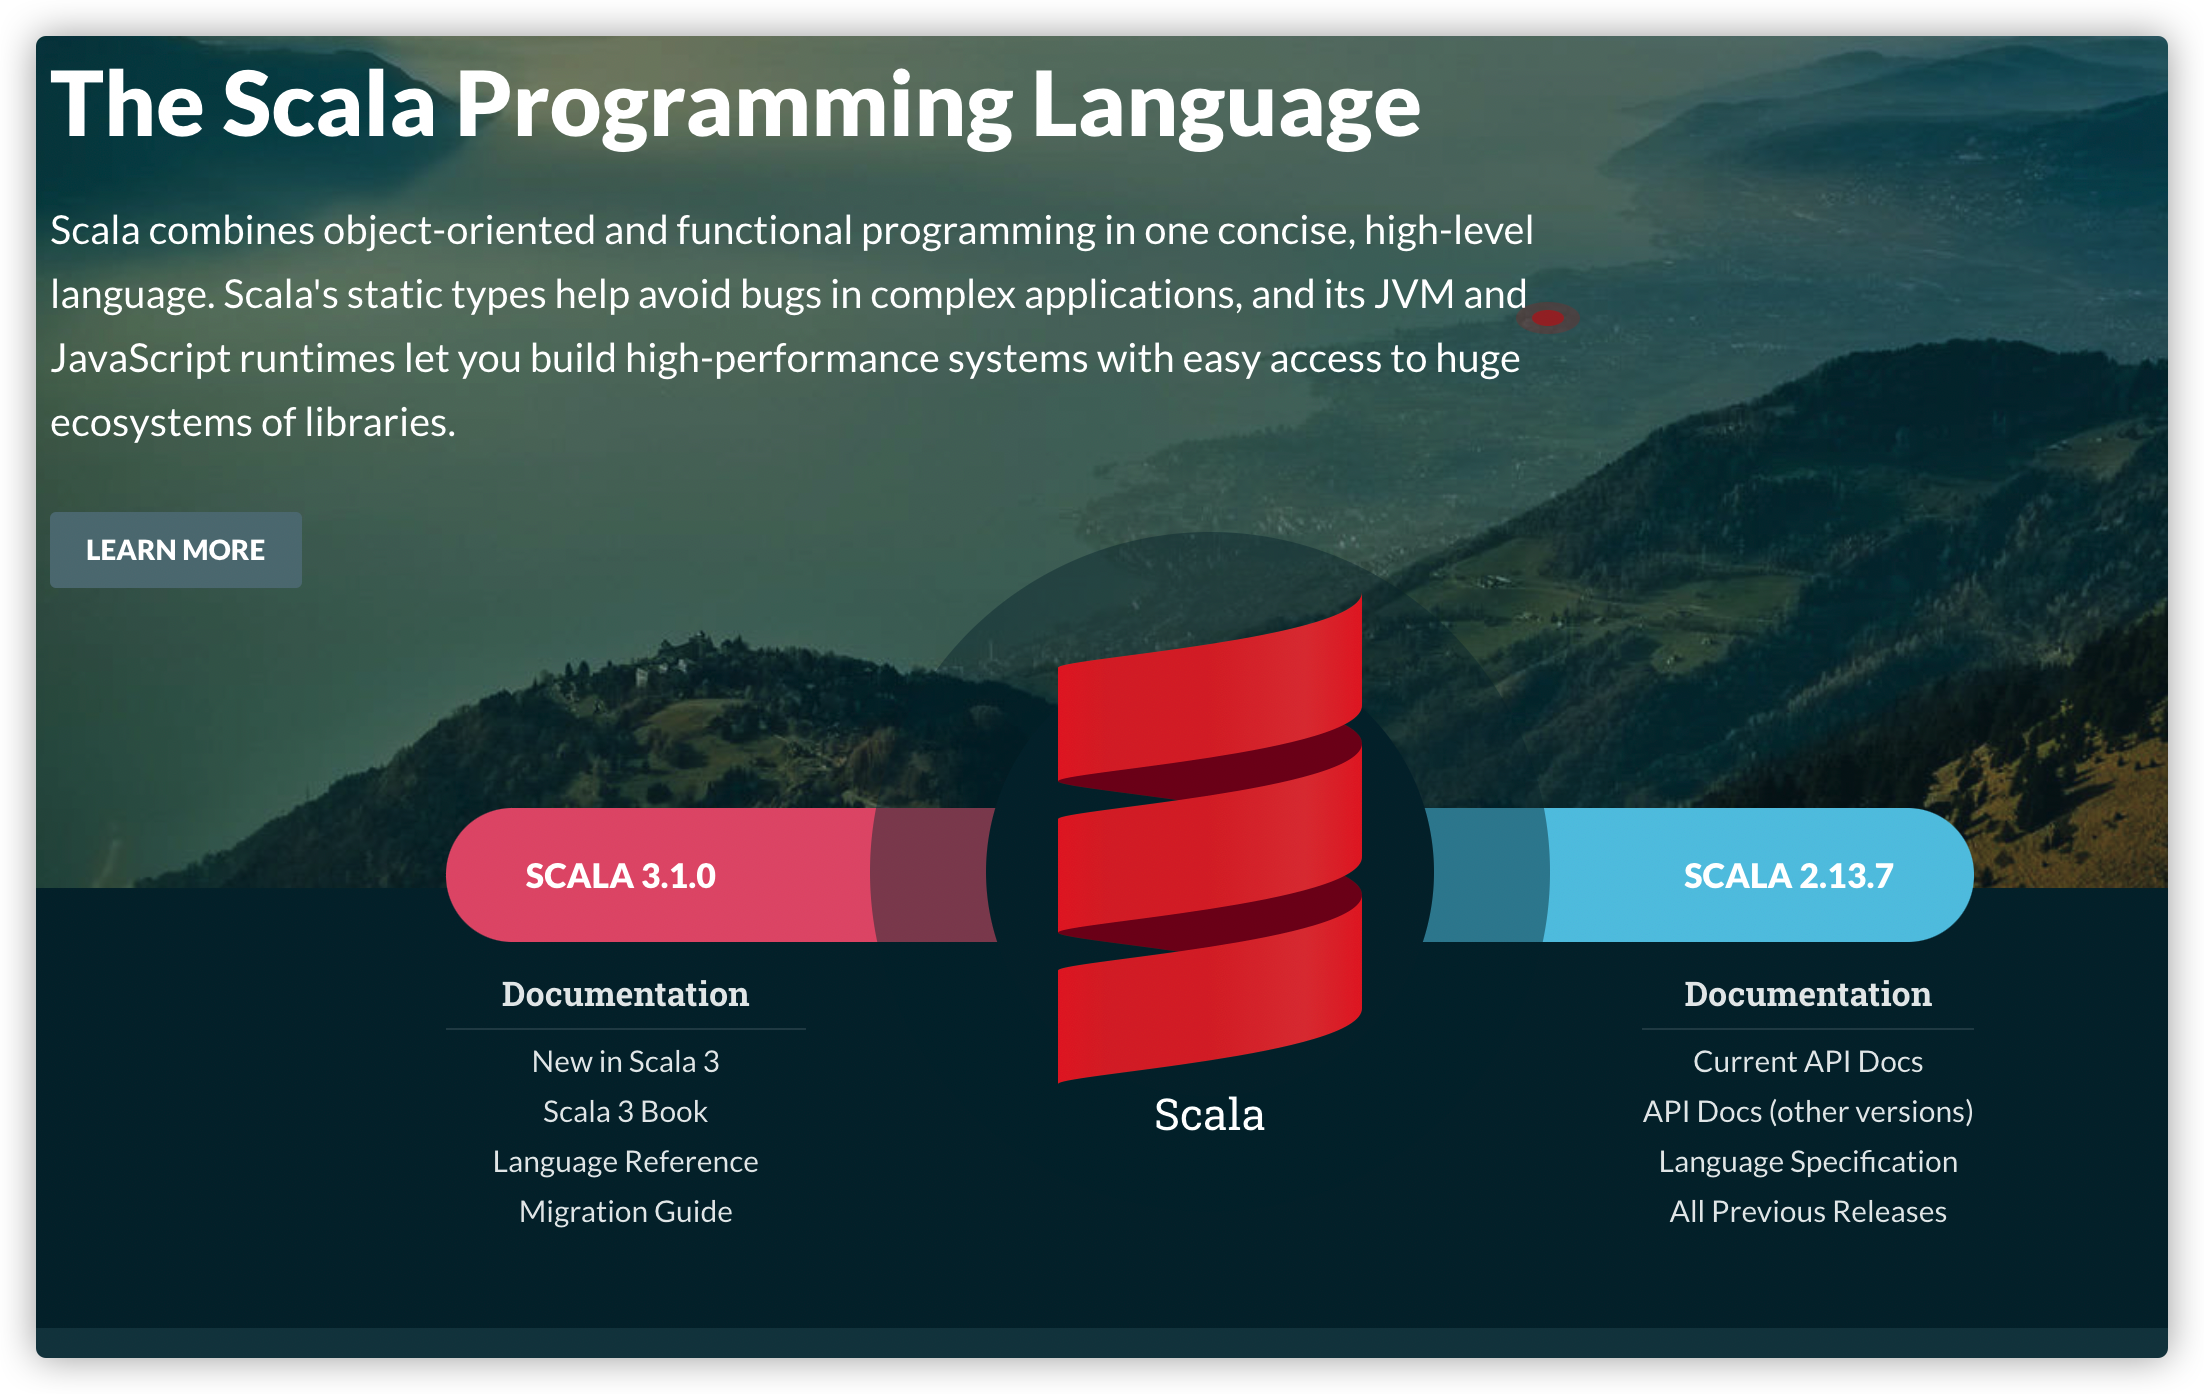 The Scala Programming Language
Scala combines object-oriented and functional programming in one concise, high-level
language. Scala's static types help avoid bugs in complex applications, and its JVM and
JavaScript runtimes let you build high-performance systems with easy access to huge
ecosystems of libraries.
LEARN MORE
SCALA 3.1.0
SCALA 2.13.7
Documentation
New in Scala 3
Scala 3 Book
Language Reference
Migration Guide
Scala
Documentation
Current API Docs
API Docs (other versions)
Language Specification
All Previous Releases